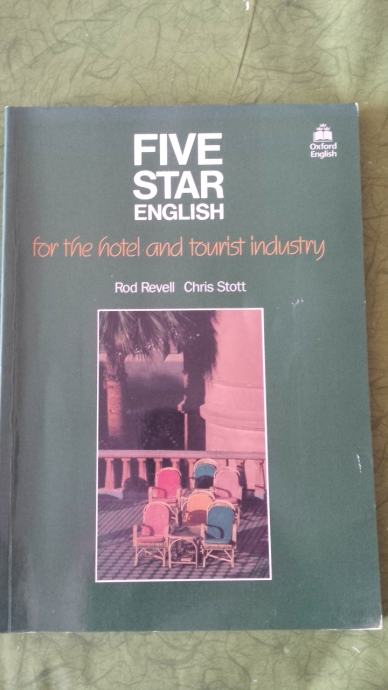 FIVE
STAR
ENGLISH
Oxford
English
for the hotel and tourist industry
Rod Revell Chris Stott